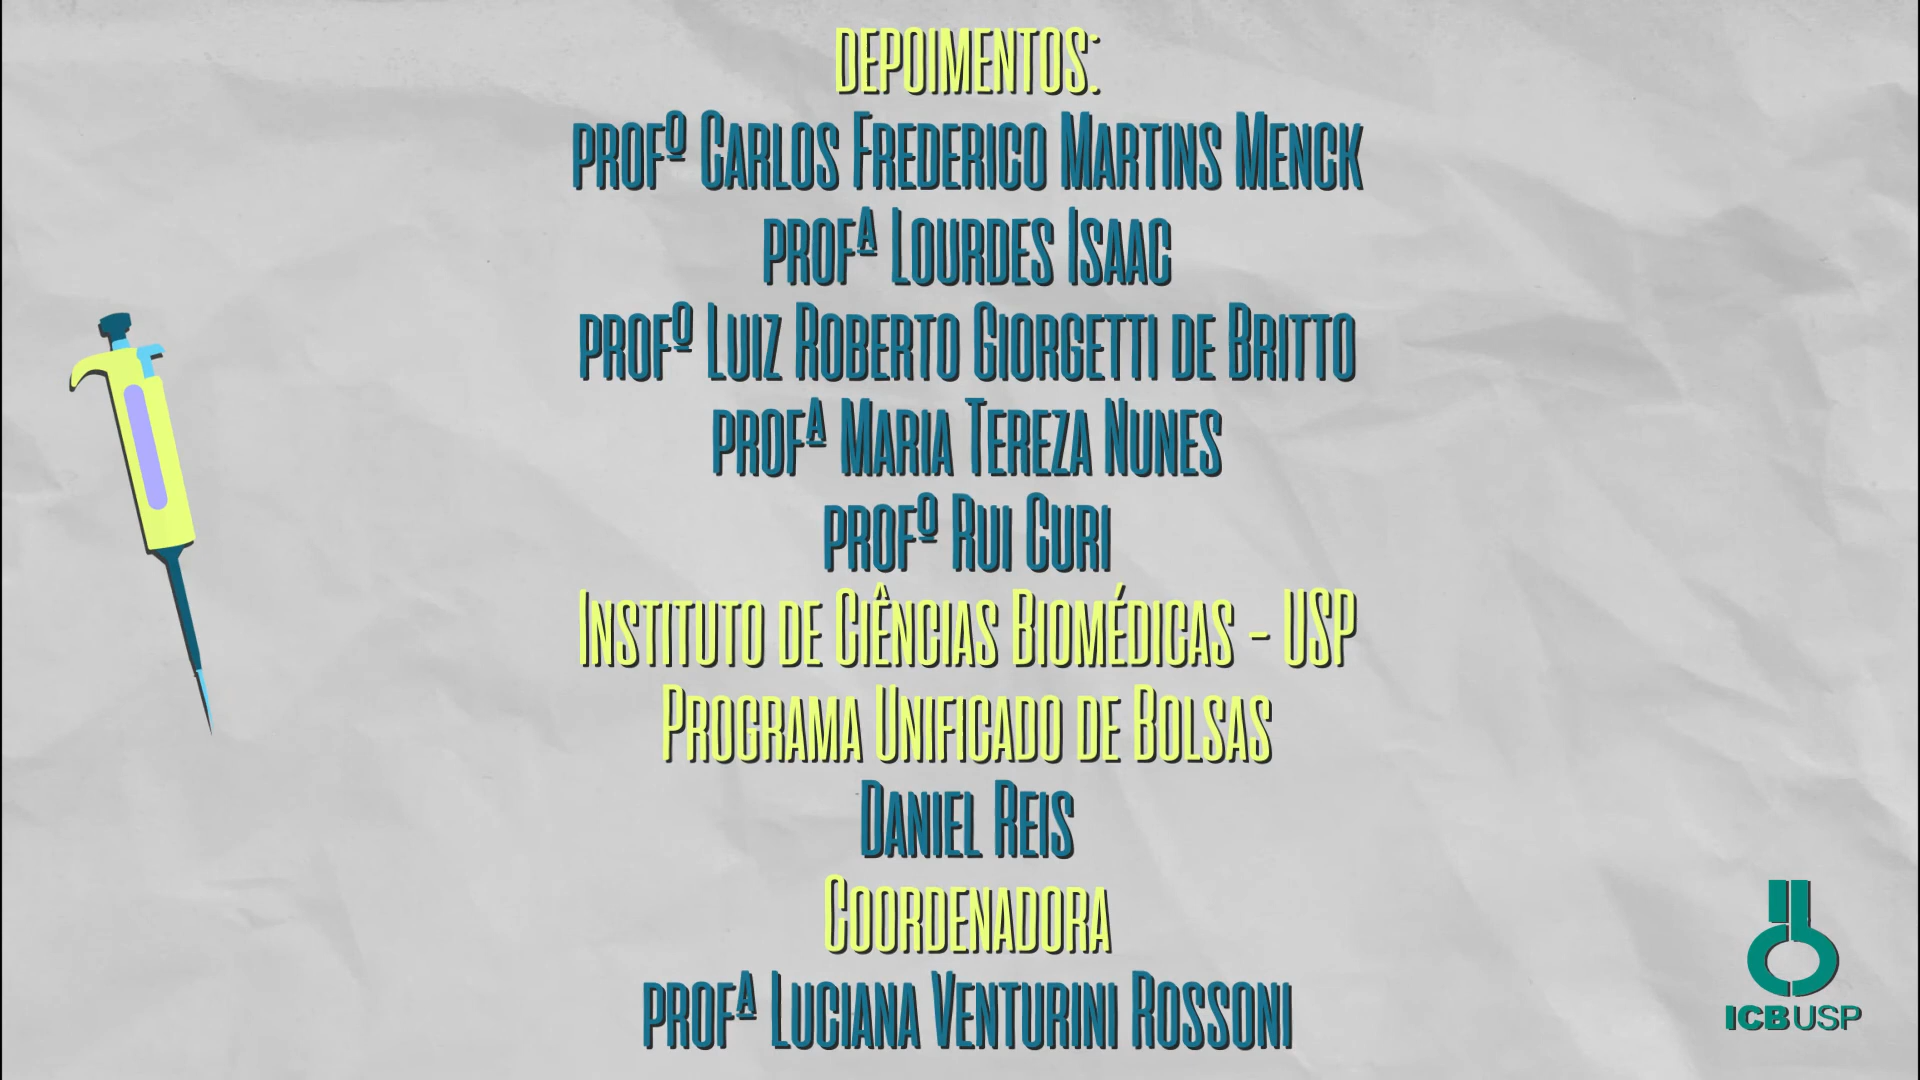 DEPOIMENTOS:
PROFº CARLOS FREDERICO MARTINS MENCK
PROFª LOURDES ISAAC
PROFº LUIZ ROBERTO GIORGETTI DE BRITTO
PROFª MARIA TEREZA NUNES
PROFº RUI CURI
INSTITUTO DE CIÊNCIAS BIOMÉDICAS - USP
PROGRAMA UNIFICADO DE BOLSAS
DANIEL REIS
COORDENADORA
PROFª LUCIANA VENTURINI ROSSONI
ICBUSP